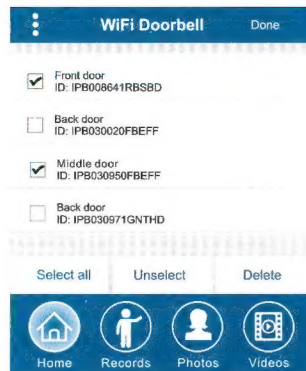 WiFi Doorbell Done
Front door
ID: IPB008641RBSBD
Back door
ID: IPB030020FBEFF
Middle door
ID: IPB030950FBEFF
Back door
ID: IPB030971GNTHD
Select all Unselect Delete
Home Records Photos Videos